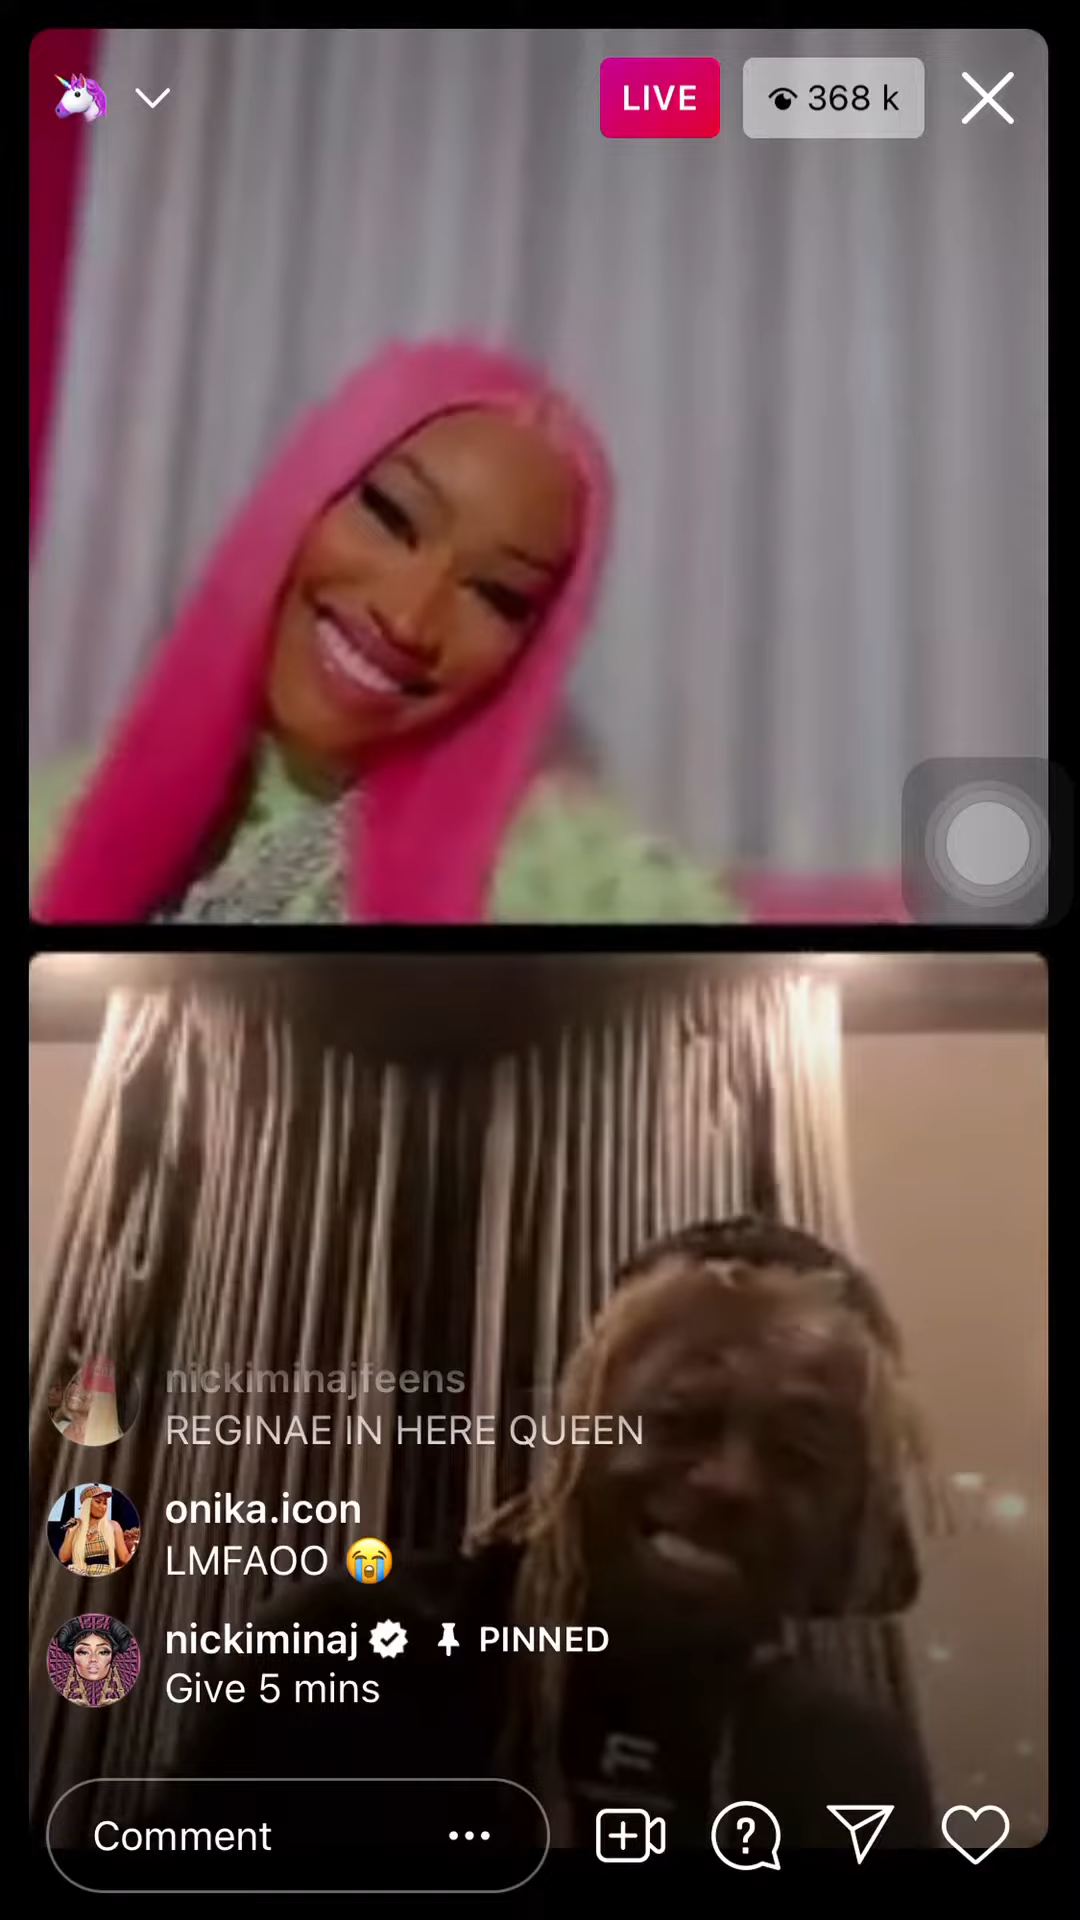 LIVE
368 k
nickiminajfeens
REGINAE IN HERE QUEEN
onika.icon
LMFAOO 😭
nickiminaj PINNED
Give 5 mins
Comment